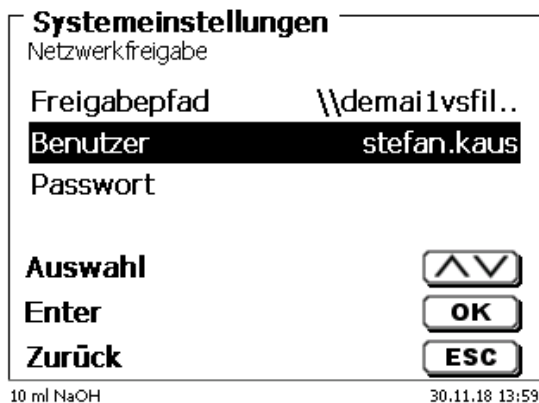 Systemeinstellungen
Netzwerkfreigabe
Freigabepfad \\demai1vsfil..
Benutzer stefan.kaus
Passwort
Auswahl
Enter OK
Zurück ESC
10 ml NaOH 30.11.18 13:59